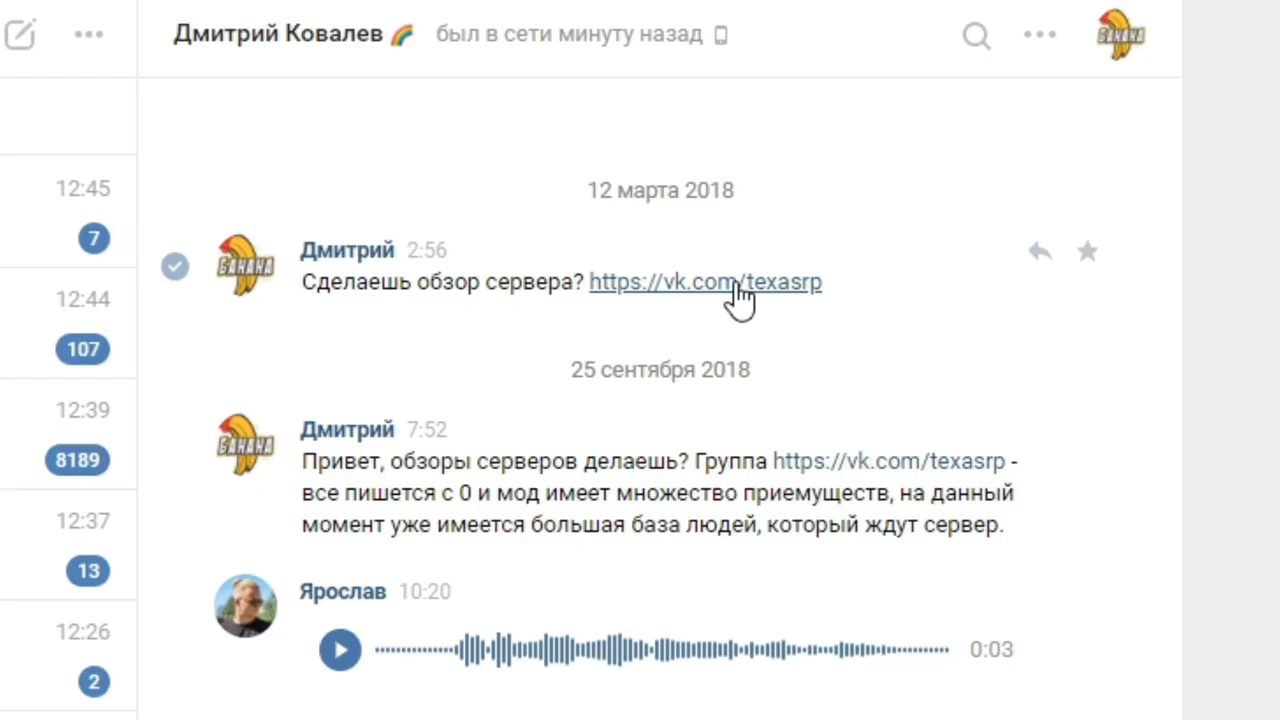 Дмитрий Ковалев был в сети минуту назад
БАНАНА
12:45
7
12:44
107
12:39
8189
12:37
13
12:26
2
12 марта 2018
БАНАНА
Дмитрий 2:56
Сделаешь обзор сервера? https://vk.com/texasrp
25 сентября 2018
БАНАНА
Дмитрий 7:52
Привет, обзоры серверов делаешь? Группа https://vk.com/texasrp -
все пишется с 0 и мод имеет множество приемуществ, на данный
момент уже имеется большая база людей, который ждут сервер.
Ярослав 10:20
0:03